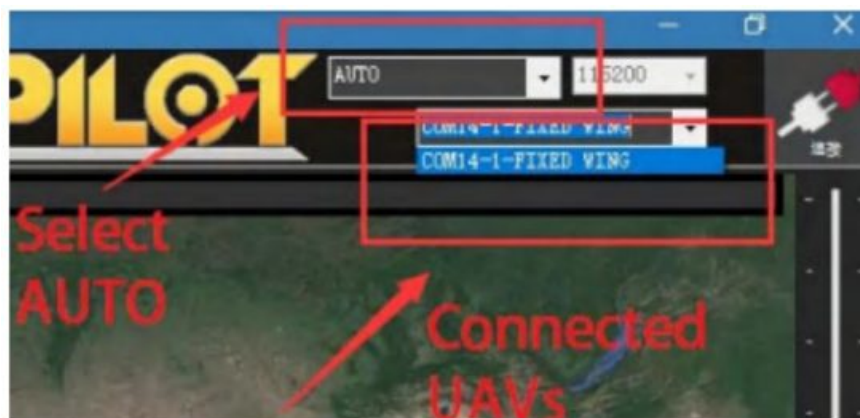 PILOT
AUTO
115200
COM14-1-FIXED WING
COM14-1-FIXED WING
Select
AUTO
Connected
UAVs